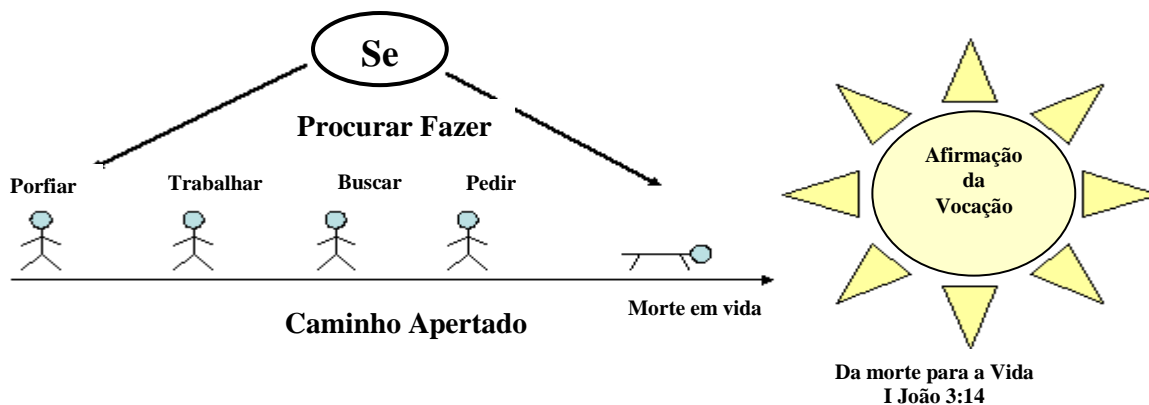 Se
Procurar Fazer
Porfiar
Trabalhar
Buscar
Pedir
Morte em vida
Caminho Apertado
Afirmação
da
Vocação
Da morte para a Vida
I João 3:14